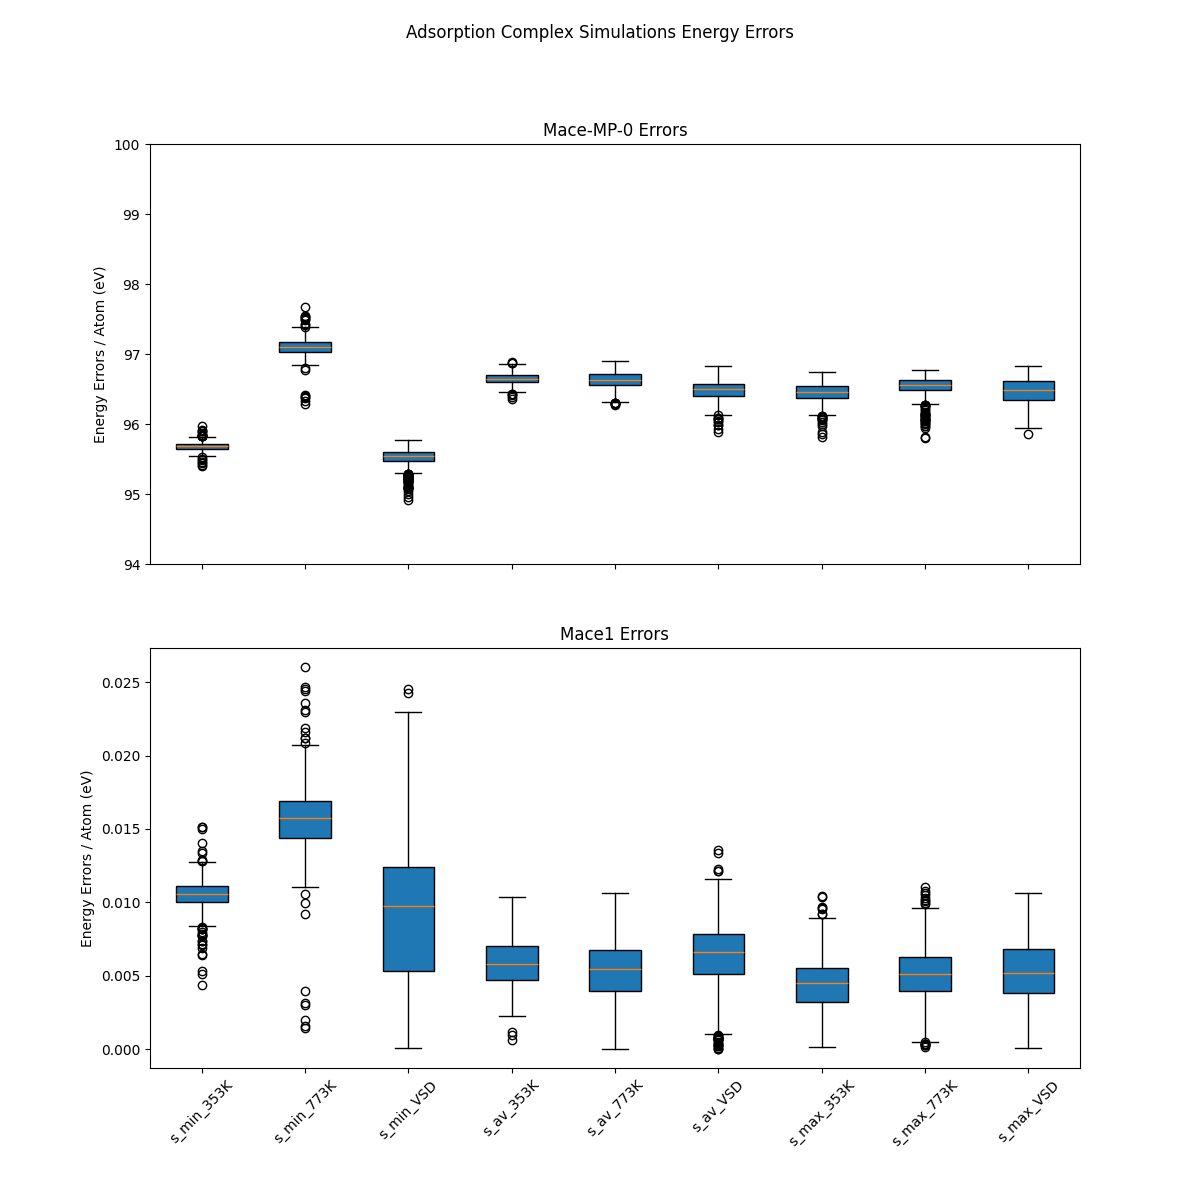 Adsorption Complex Simulations Energy Errors
Mace-MP-0 Errors
Energy Errors / Atom (eV)
100
99
98
97
96
95
94
Mace1 Errors
Energy Errors / Atom (eV)
0.025
0.020
0.015
0.010
0.005
0.000
s_min_353K
s_min_773K
s_min_VSD
s_av_353K
s_av_773K
s_av_VSD
s_max_353K
s_max_773K
s_max_VSD